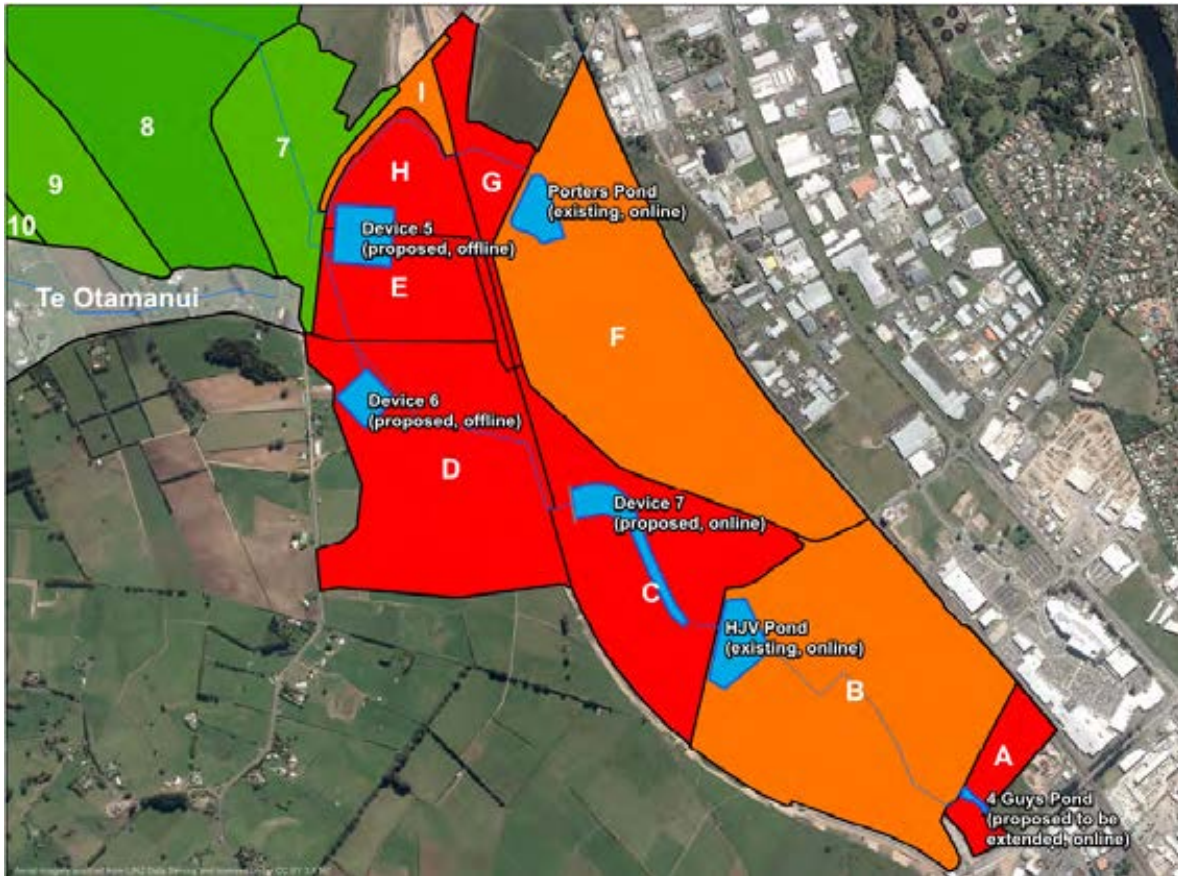 I
8
7
H
G
9
Porters Pond
(existing, online)
10
Device 5
(proposed, offline)
E
Te Otamanui
F
Device 6
(proposed, offline)
D
Device 7
(proposed, online)
C
HJV Pond
(existing, online)
B
A
4 Guys Pond
(proposed to be
extended, online)